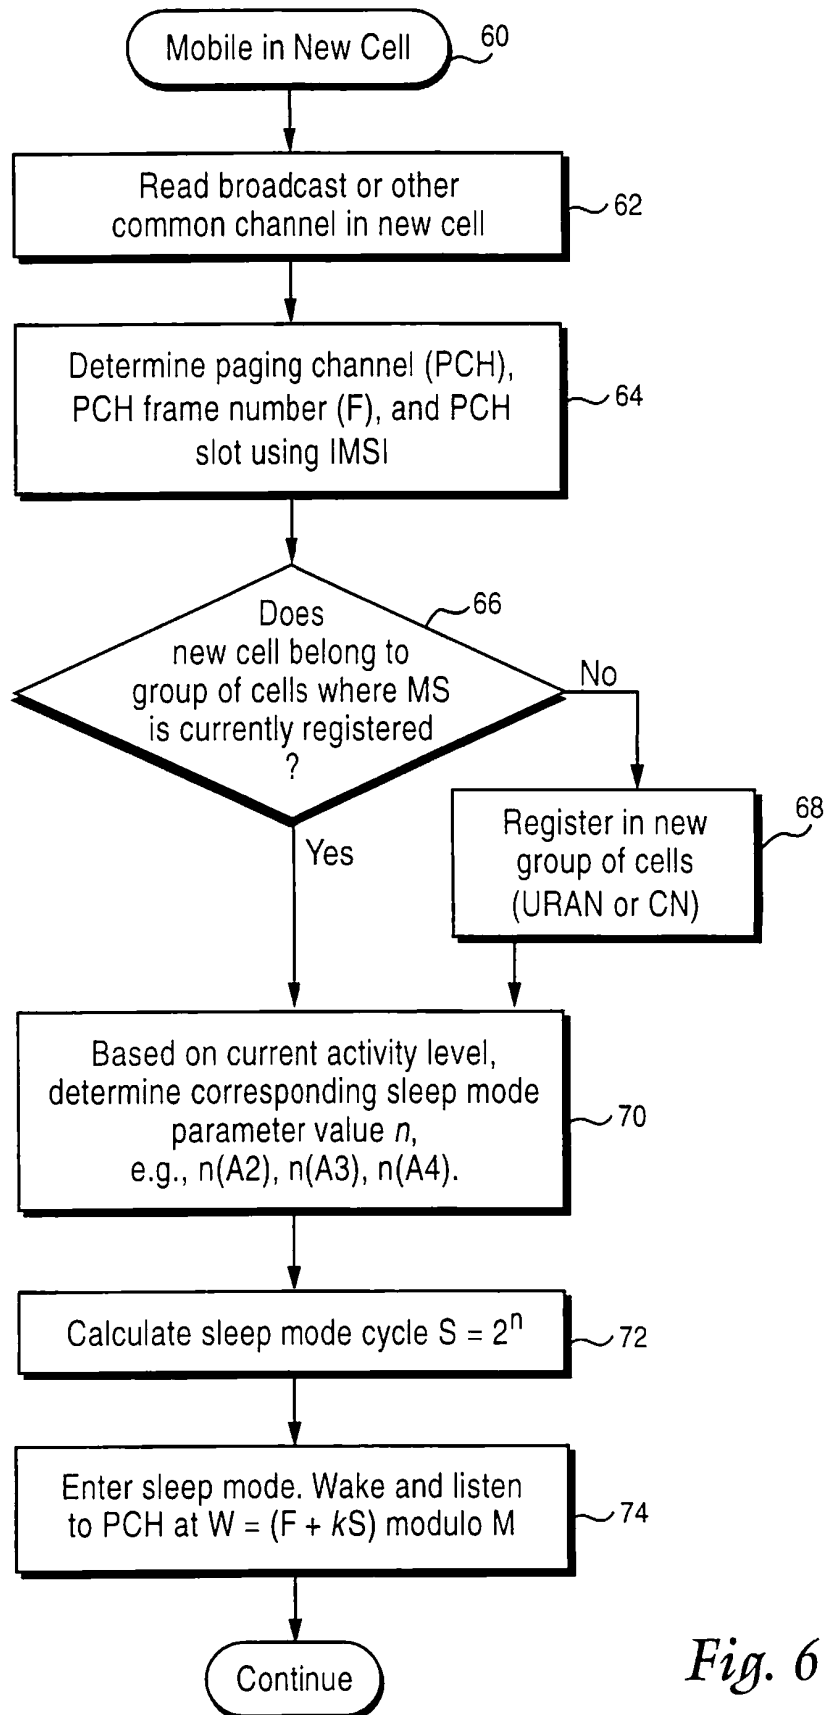 Mobile in New Cell
60
Read broadcast or other
common channel in new cell
62
Determine paging channel (PCH),
PCH frame number (F), and PCH
slot using IMSI
64
Does
new cell belong to
group of cells where MS
is currently registered
?
66
No
Yes
Register in new
group of cells
(URAN or CN)
68
Based on current activity level,
determine corresponding sleep mode
parameter value n,
e.g., n(A2), n(A3), n(A4).
70
Calculate sleep mode cycle S = 2ⁿ
72
Enter sleep mode. Wake and listen
to PCH at W = (F + kS) modulo M
74
Continue
Fig. 6